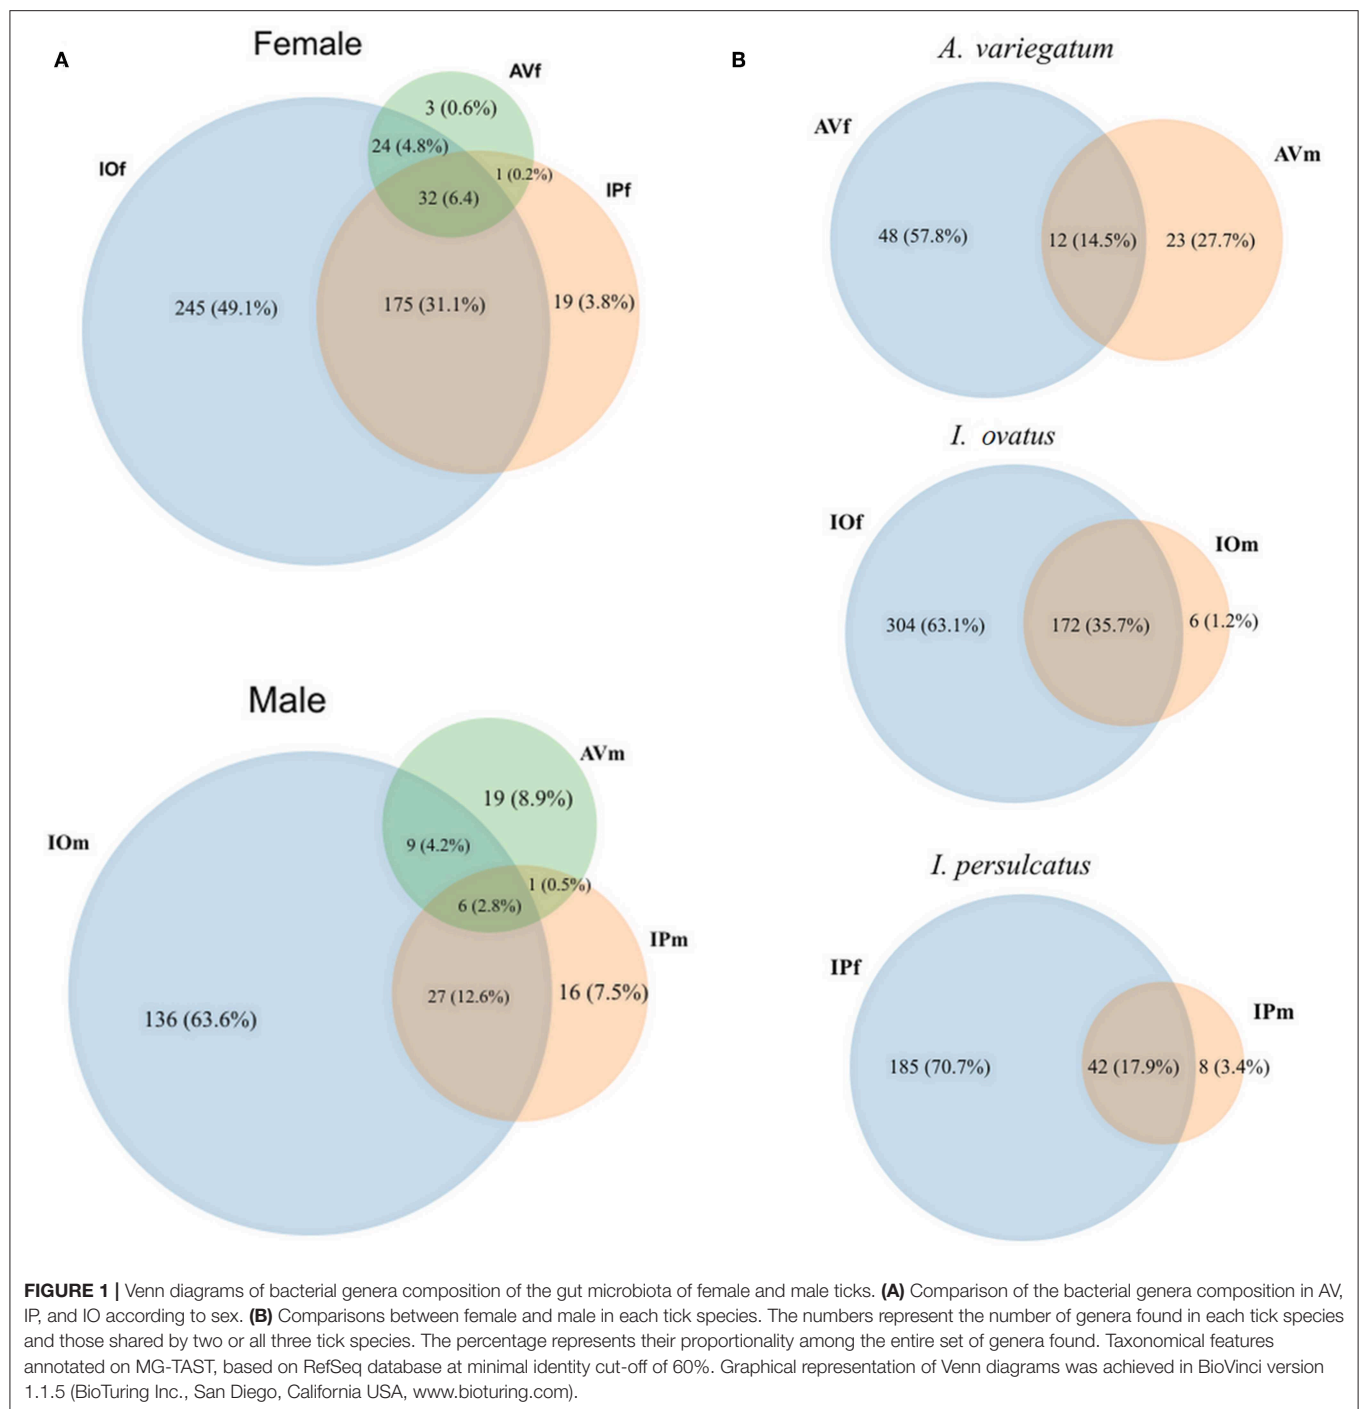 A
Female
AVf
3 (0.6%)
24 (4.8%)
1 (0.2%)
IOf
IPf
32 (6.4)
245 (49.1%)
175 (31.1%)
19 (3.8%)
Male
AVm
19 (8.9%)
IOm
9 (4.2%)
1 (0.5%)
6 (2.8%)
IPm
27 (12.6%)
16 (7.5%)
136 (63.6%)
B
A. variegatum
AVf
AVm
48 (57.8%)
12 (14.5%)
23 (27.7%)
I. ovatus
IOf
IOm
304 (63.1%)
172 (35.7%)
6 (1.2%)
I. persulcatus
IPf
IPm
185 (70.7%)
42 (17.9%)
8 (3.4%)
FIGURE 1 | Venn diagrams of bacterial genera composition of the gut microbiota of female and male ticks. (A) Comparison of the bacterial genera composition in AV,
IP, and IO according to sex. (B) Comparisons between female and male in each tick species. The numbers represent the number of genera found in each tick species
and those shared by two or all three tick species. The percentage represents their proportionality among the entire set of genera found. Taxonomical features
annotated on MG-TAST, based on RefSeq database at minimal identity cut-off of 60%. Graphical representation of Venn diagrams was achieved in BioVinci version
1.1.5 (BioTuring Inc., San Diego, California USA, www.bioturing.com).